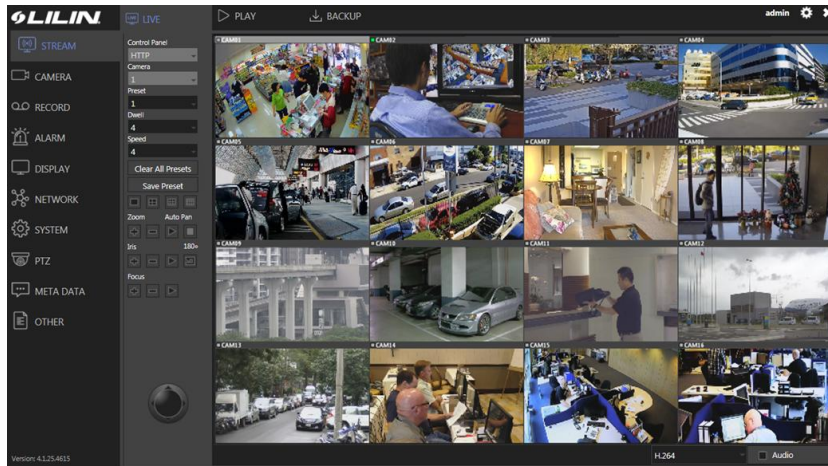 LILIN
LIVE
PLAY
BACKUP
admin
STREAM
CAMERA
RECORD
ALARM
DISPLAY
NETWORK
SYSTEM
PTZ
META DATA
OTHER
Version: 4.1.25.4615
Control Panel
HTTP
Camera
1
Preset
1
Dwell
4
Speed
4
Clear All Presets
Save Preset
Zoom Auto Pan
Iris 180°
Focus
CAM01 CAM02 CAM03 CAM04
CAM05 CAM06 CAM07 CAM08
CAM09 CAM10 CAM11 CAM12
CAM13 CAM14 CAM15 CAM16
H.264 Audio